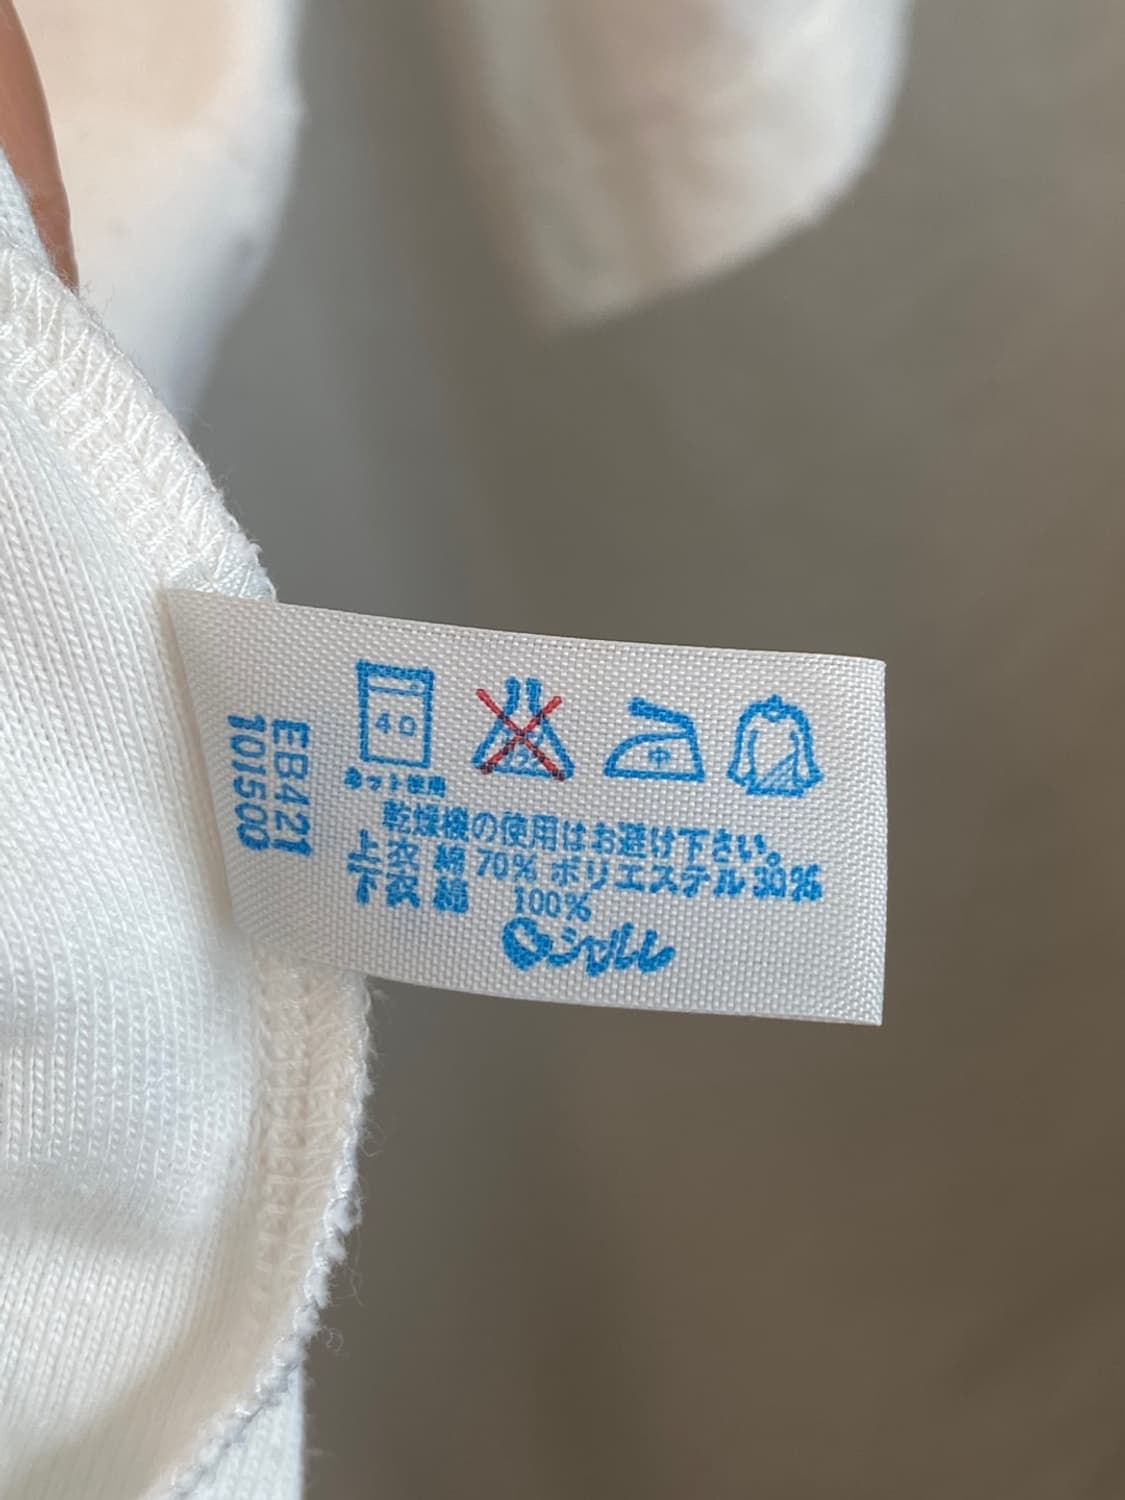 EB421
101500
40
ネット使用
中
乾燥機の使用はお避け下さい。
上衣 綿 70% ポリエステル 30%
下衣 綿 100%
シャルレ